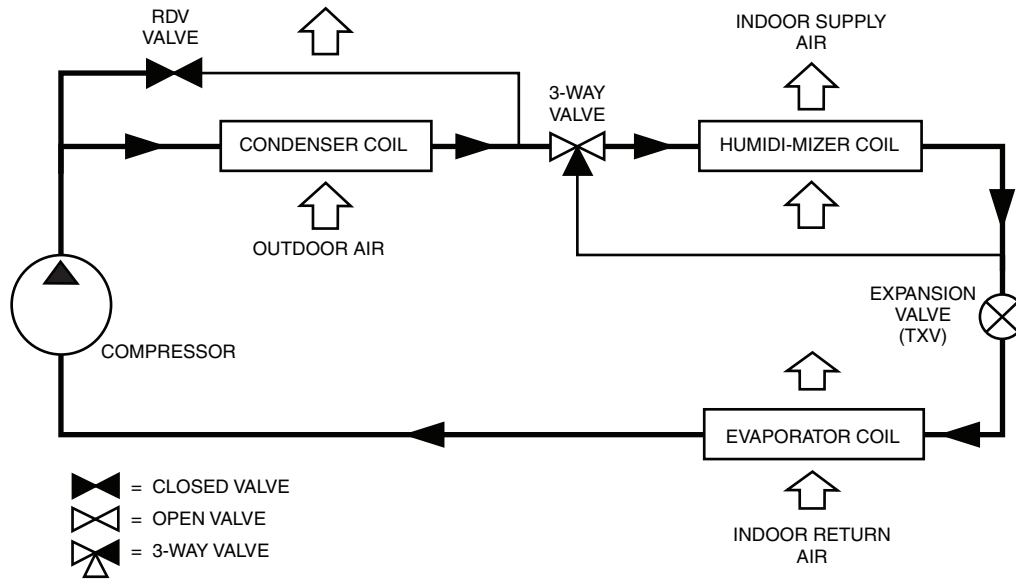 RDV
VALVE
INDOOR SUPPLY
AIR
3-WAY
VALVE
CONDENSER COIL
HUMIDI-MIZER COIL
OUTDOOR AIR
EXPANSION
VALVE
(TXV)
COMPRESSOR
EVAPORATOR COIL
= CLOSED VALVE
= OPEN VALVE
= 3-WAY VALVE
INDOOR RETURN
AIR